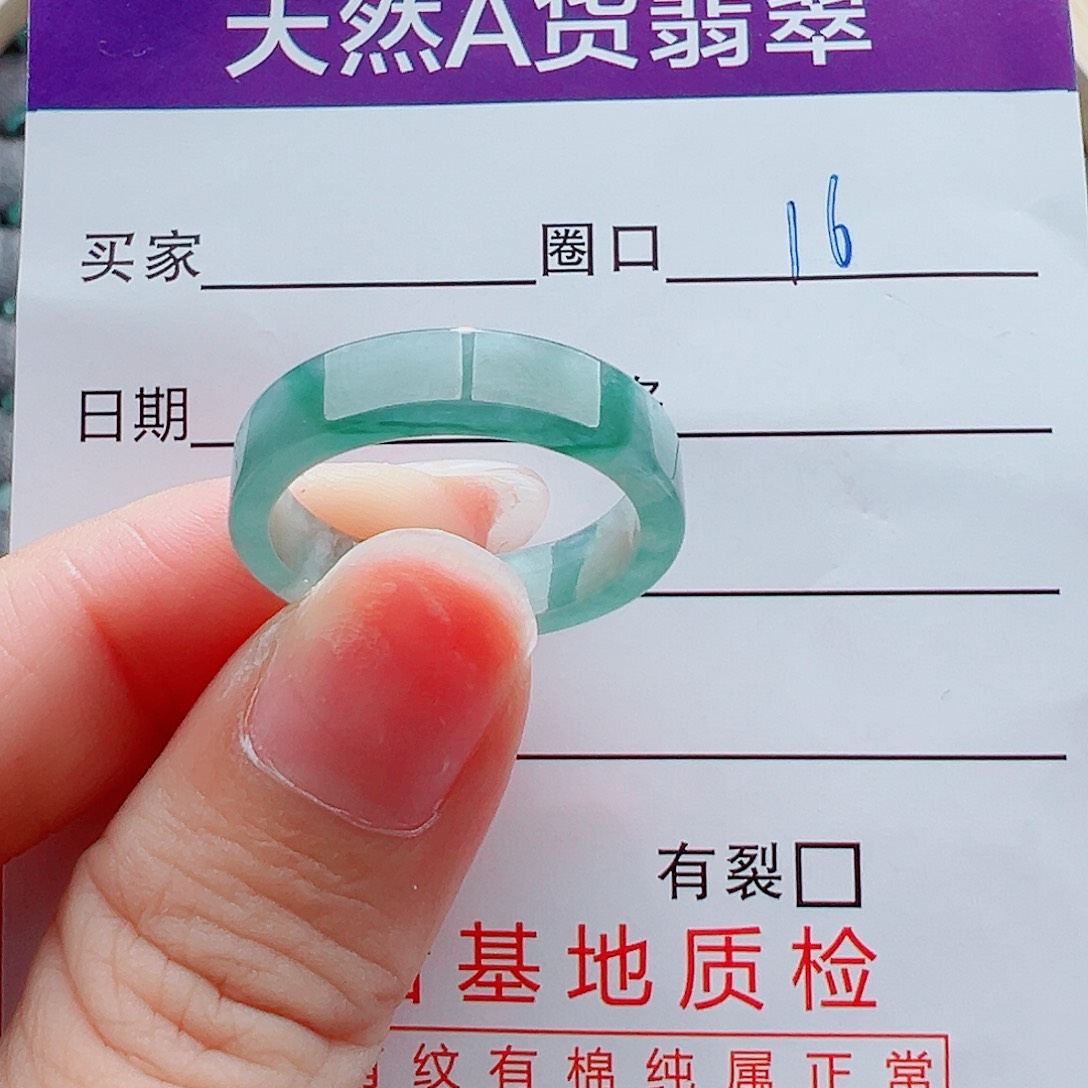 天然A货翡翠
买家 圈口 16
日期
有裂□
基地质检
纹有棉纯属正常